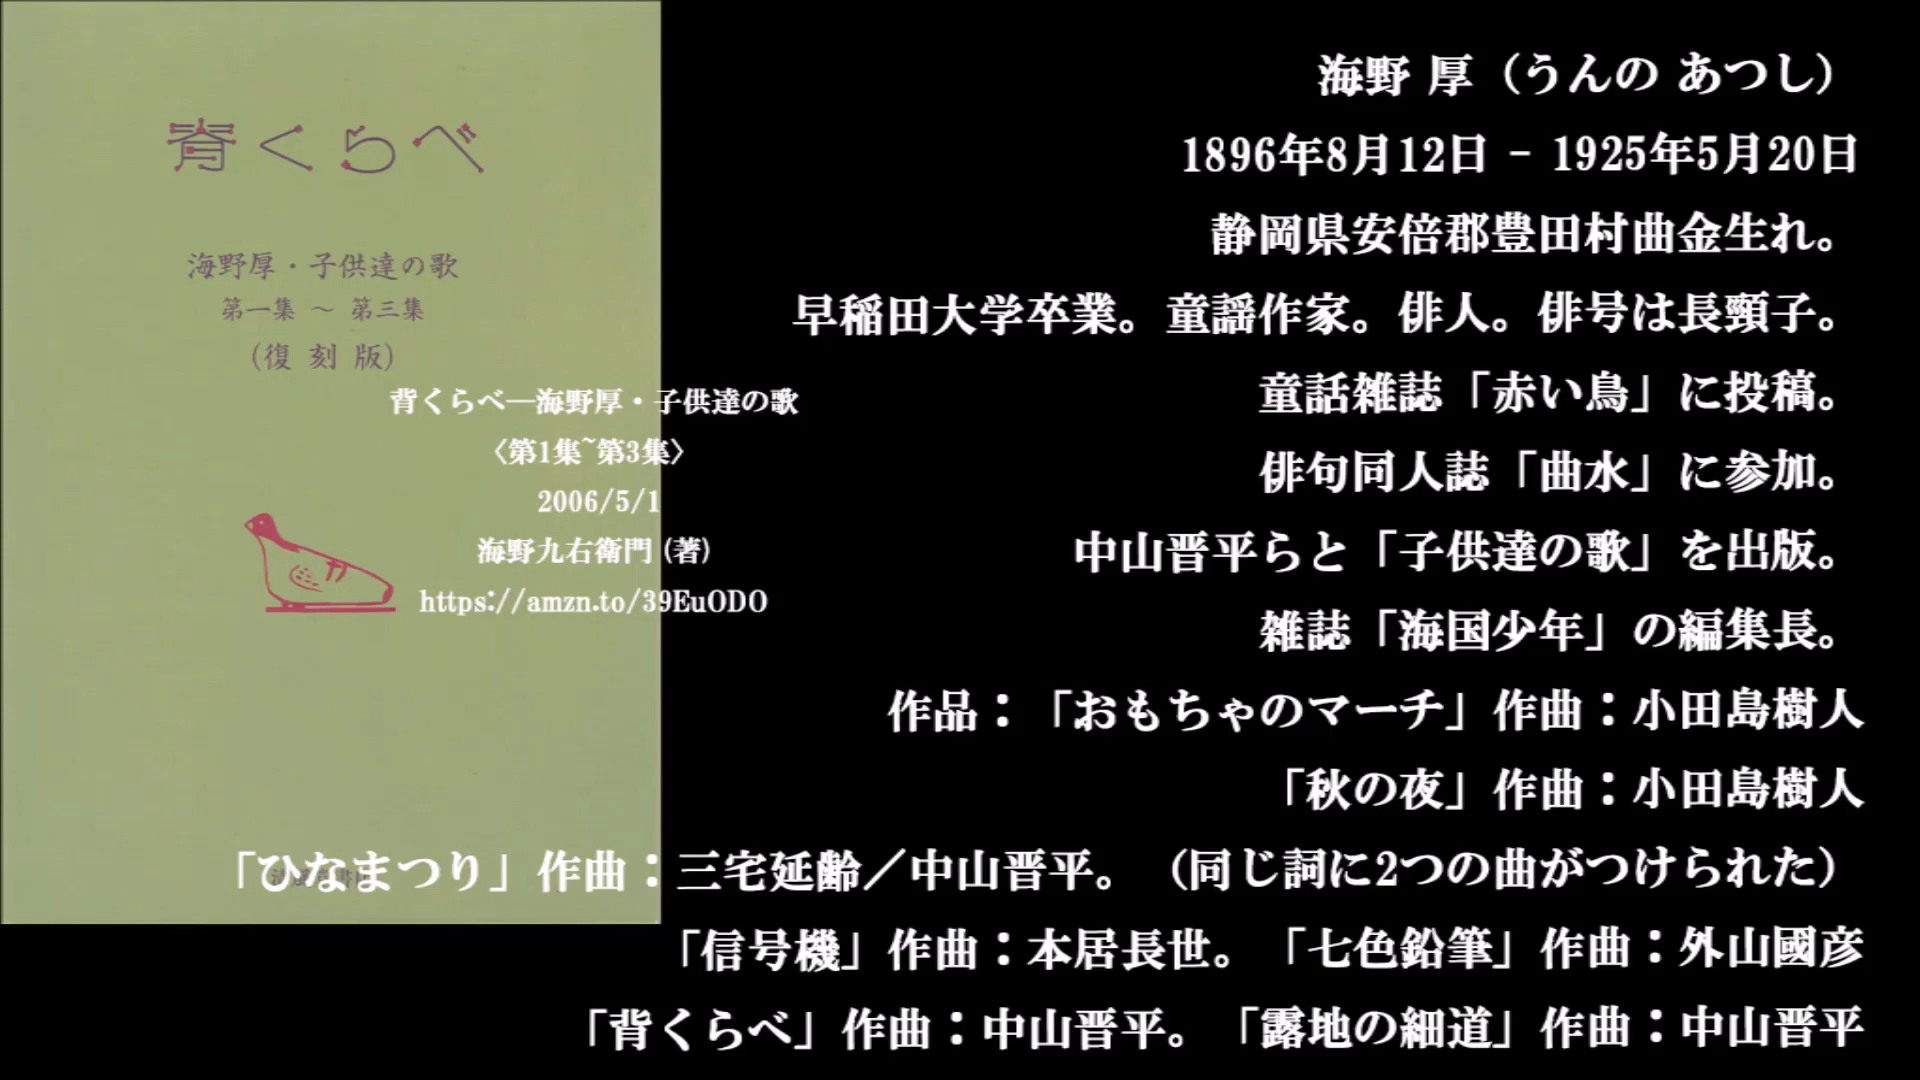 脊くらべ
海野厚・子供達の歌
第一集 ～ 第三集
(復刻版)
背くらべ―海野厚・子供達の歌
〈第1集~第3集〉
2006/5/1
海野九右衛門 (著)
https://amzn.to/39EuODO
海野 厚（うんの あつし）
1896年8月12日 - 1925年5月20日
静岡県安倍郡豊田村曲金生れ。
早稲田大学卒業。童謡作家。俳人。俳号は長頸子。
童話雑誌「赤い鳥」に投稿。
俳句同人誌「曲水」に参加。
中山晋平らと「子供達の歌」を出版。
雑誌「海国少年」の編集長。
作品：「おもちゃのマーチ」作曲：小田島樹人
「秋の夜」作曲：小田島樹人
「ひなまつり」作曲：三宅延齢／中山晋平。（同じ詞に2つの曲がつけられた）
「信号機」作曲：本居長世。「七色鉛筆」作曲：外山國彦
「背くらべ」作曲：中山晋平。「露地の細道」作曲：中山晋平